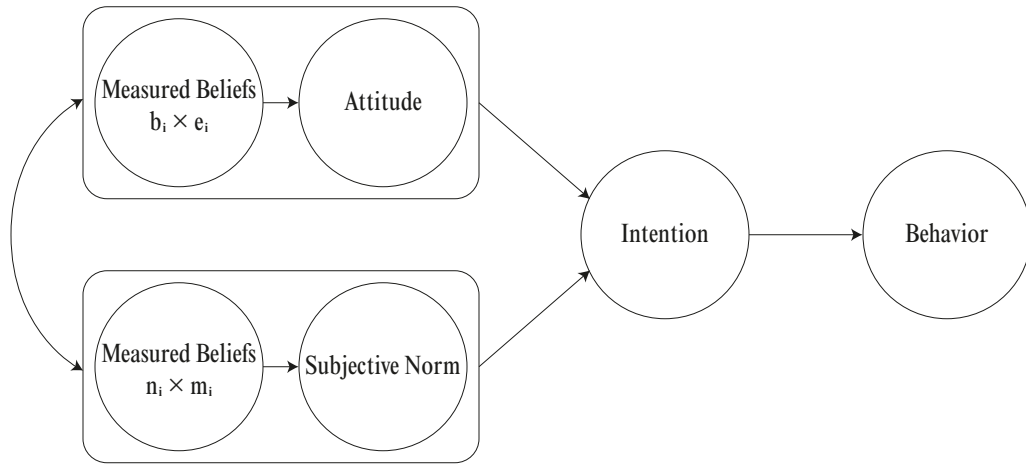 Measured Beliefs
bᵢ × eᵢ
Attitude
Intention
Behavior
Measured Beliefs
nᵢ × mᵢ
Subjective Norm